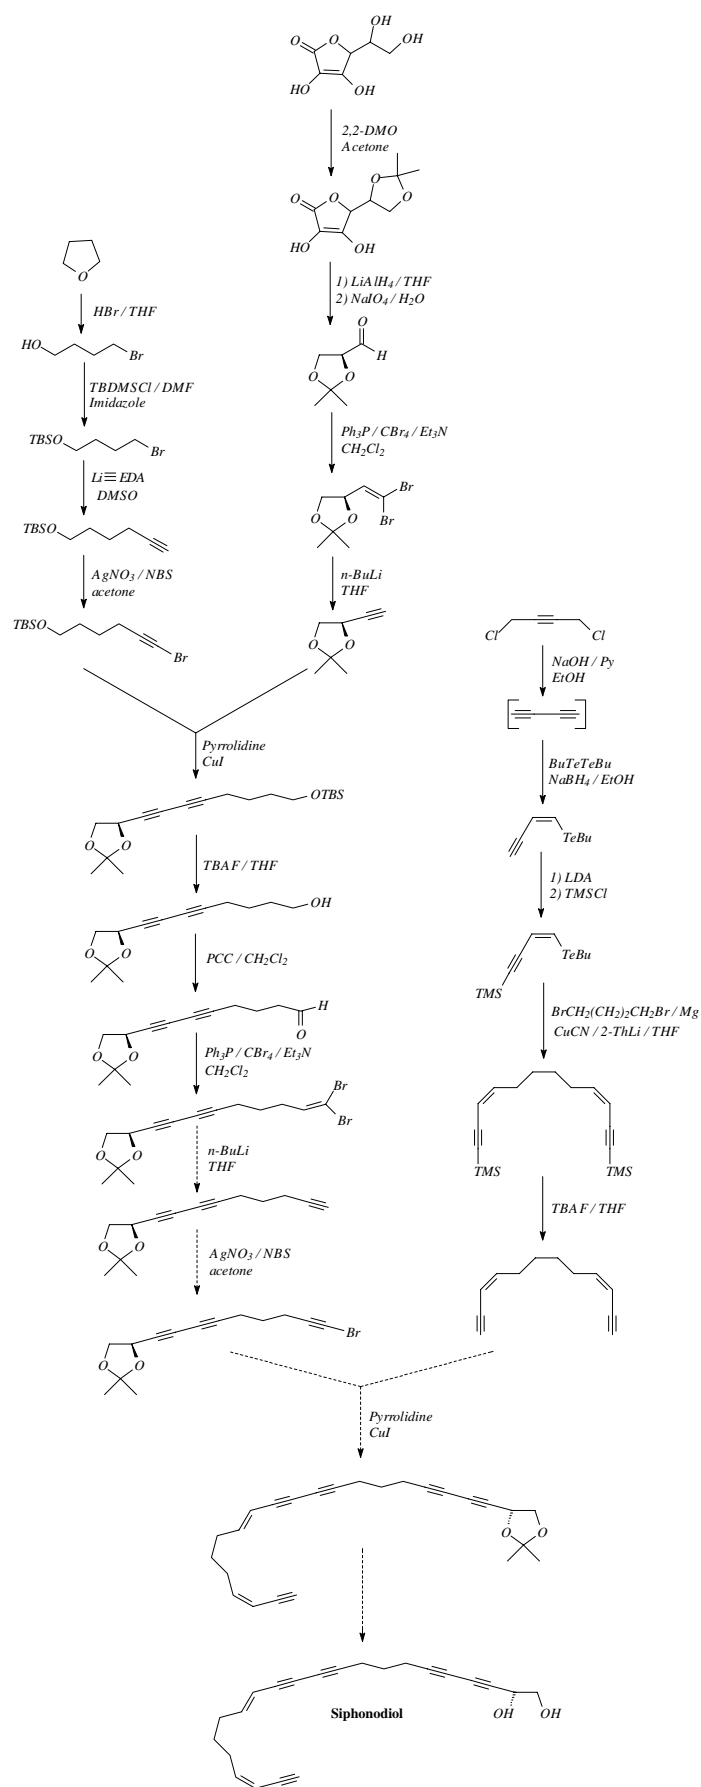 OH
O
O
OH
HO
OH
2,2-DMO
Acetone
O
O
O
O
HO
OH
1) LiAlH4 / THF
2) NaIO4 / H2O
O
H
O
O
Ph3P / CBr4 / Et3N
CH2Cl2
Br
O
O
Br
n-BuLi
THF
O
O
O
HBr / THF
HO
Br
TBDMSCl / DMF
Imidazole
TBSO
Br
Li≡EDA
DMSO
TBSO
AgNO3 / NBS
acetone
TBSO
Br
Pyrrolidine
CuI
OTBS
O
O
TBAF / THF
OH
O
O
PCC / CH2Cl2
H
O
O
O
Ph3P / CBr4 / Et3N
CH2Cl2
Br
Br
O
O
n-BuLi
THF
O
O
AgNO3 / NBS
acetone
Br
O
O
Cl
Cl
NaOH / Py
EtOH
BuTeTeBu
NaBH4 / EtOH
TeBu
1) LDA
2) TMSCl
TeBu
TMS
BrCH2(CH2)2CH2Br / Mg
CuCN / 2-ThLi / THF
TMS
TMS
TBAF / THF
Pyrrolidine
CuI
O
O
Siphonodiol
OH
OH